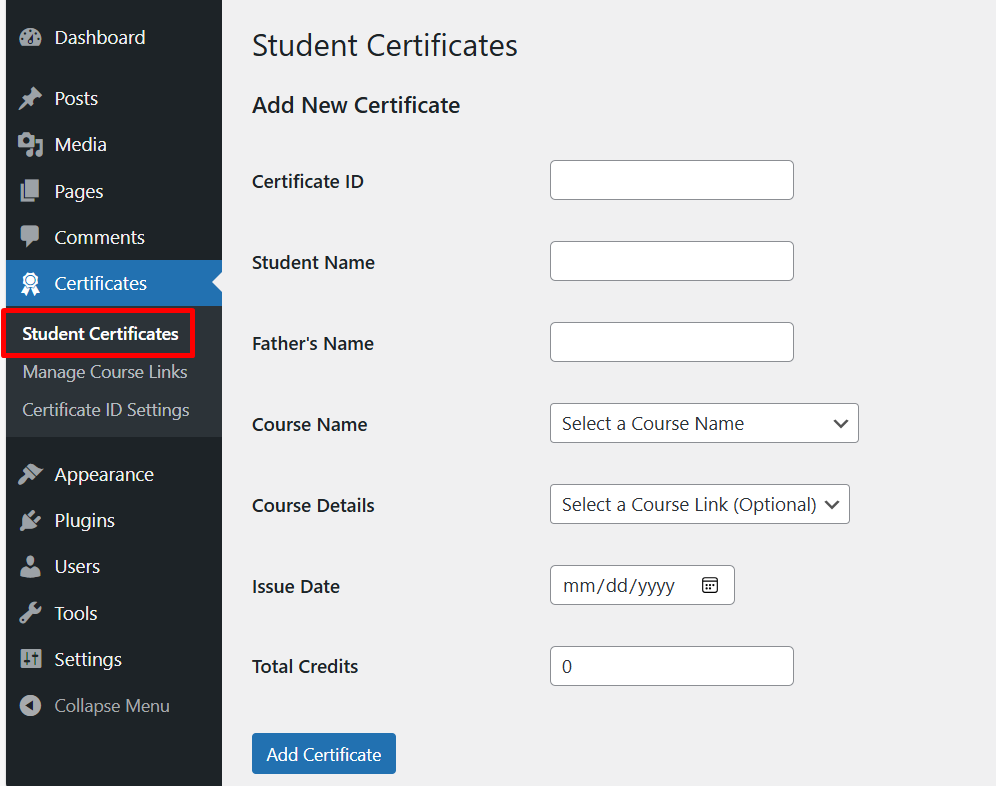 Dashboard
Posts
Media
Pages
Comments
Certificates
Student Certificates
Manage Course Links
Certificate ID Settings
Appearance
Plugins
Users
Tools
Settings
Collapse Menu
Student Certificates
Add New Certificate
Certificate ID
Student Name
Father's Name
Course Name Select a Course Name
Course Details Select a Course Link (Optional)
Issue Date mm/dd/yyyy
Total Credits 0
Add Certificate